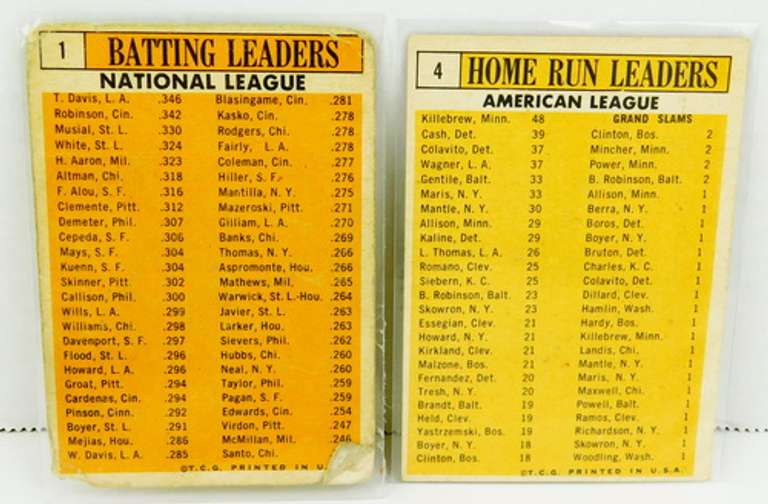 1 BATTING LEADERS
NATIONAL LEAGUE
T. Davis, L. A. .346
Robinson, Cin. .342
Musial, St. L. .330
White, St. L. .324
H. Aaron, Mil. .323
Altman, Chi. .318
F. Alou, S. F. .316
Clemente, Pitt. .312
Demeter, Phil. .307
Cepeda, S. F. .306
Mays, S. F. .304
Kuenn, S. F. .304
Skinner, Pitt. .302
Callison, Phil. .300
Wills, L. A. .299
Williams, Chi. .298
Davenport, S. F. .297
Flood, St. L. .296
Howard, L. A. .296
Groat, Pitt. .294
Cardenas, Cin. .294
Pinson, Cinn. .292
Boyer, St. L. .291
Mejias, Hou. .286
W. Davis, L. A. .285
Blasingame, Cin. .281
Kasko, Cin. .278
Rodgers, Chi. .278
Fairly, L. A. .278
Coleman, Cin. .277
Hiller, S. F. .276
Mantilla, N. Y. .275
Mazeroski, Pitt. .271
Gilliam, L. A. .270
Banks, Chi. .269
Thomas, N. Y. .266
Aspromonte, Hou. .266
Mathews, Mil. .265
Warwick, St. L.-Hou. .264
Javier, St. L. .263
Larker, Hou. .263
Sievers, Phil. .262
Hubbs, Chi. .260
Neal, N. Y. .260
Taylor, Phil. .259
Pagan, S. F. .259
Edwards, Cin. .254
Virdon, Pitt. .247
McMillan, Mil. .246
Santo, Chi.
©T.C.G. PRINTED IN U.
4 HOME RUN LEADERS
AMERICAN LEAGUE
Killebrew, Minn. 48
Cash, Det. 39
Colavito, Det. 37
Wagner, L. A. 37
Gentile, Balt. 33
Maris, N. Y. 33
Mantle, N. Y. 30
Allison, Minn. 29
Kaline, Det. 29
L. Thomas, L. A. 26
Romano, Clev. 25
Siebern, K. C. 25
B. Robinson, Balt. 23
Skowron, N. Y. 23
Essegian, Clev. 21
Howard, N. Y. 21
Kirkland, Clev. 21
Malzone, Bos. 21
Fernandez, Det. 20
Tresh, N. Y. 20
Brandt, Balt. 19
Held, Clev. 19
Yastrzemski, Bos. 19
Boyer, N. Y. 18
Clinton, Bos. 18
GRAND SLAMS
Clinton, Bos. 2
Mincher, Minn. 2
Power, Minn. 2
B. Robinson, Balt. 2
Allison, Minn. 1
Berra, N. Y. 1
Boros, Det. 1
Boyer, N. Y. 1
Bruton, Det. 1
Charles, K. C. 1
Colavito, Det. 1
Dillard, Clev. 1
Hamlin, Wash. 1
Hardy, Bos. 1
Killebrew, Minn. 1
Landis, Chi. 1
Mantle, N. Y. 1
Maris, N. Y. 1
Maxwell, Chi. 1
Powell, Balt. 1
Ramos, Clev. 1
Richardson, N. Y. 1
Skowron, N. Y. 1
Woodling, Wash. 1
©T.C.G. PRINTED IN U.S.A.